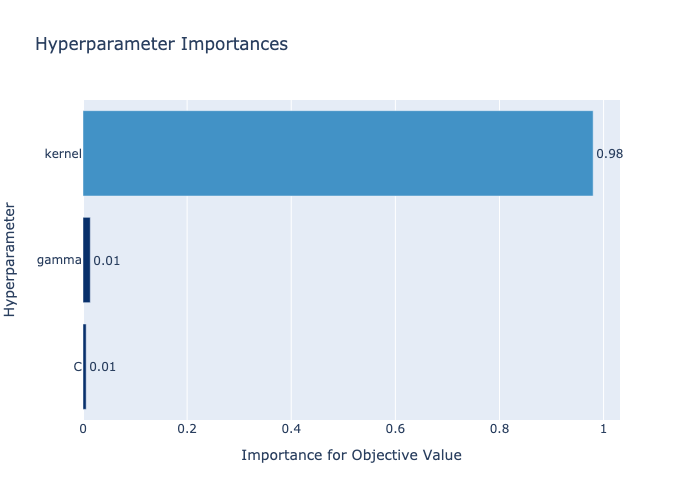 Hyperparameter Importances
Hyperparameter
kernel
0.98
gamma
0.01
C
0.01
0 0.2 0.4 0.6 0.8 1
Importance for Objective Value